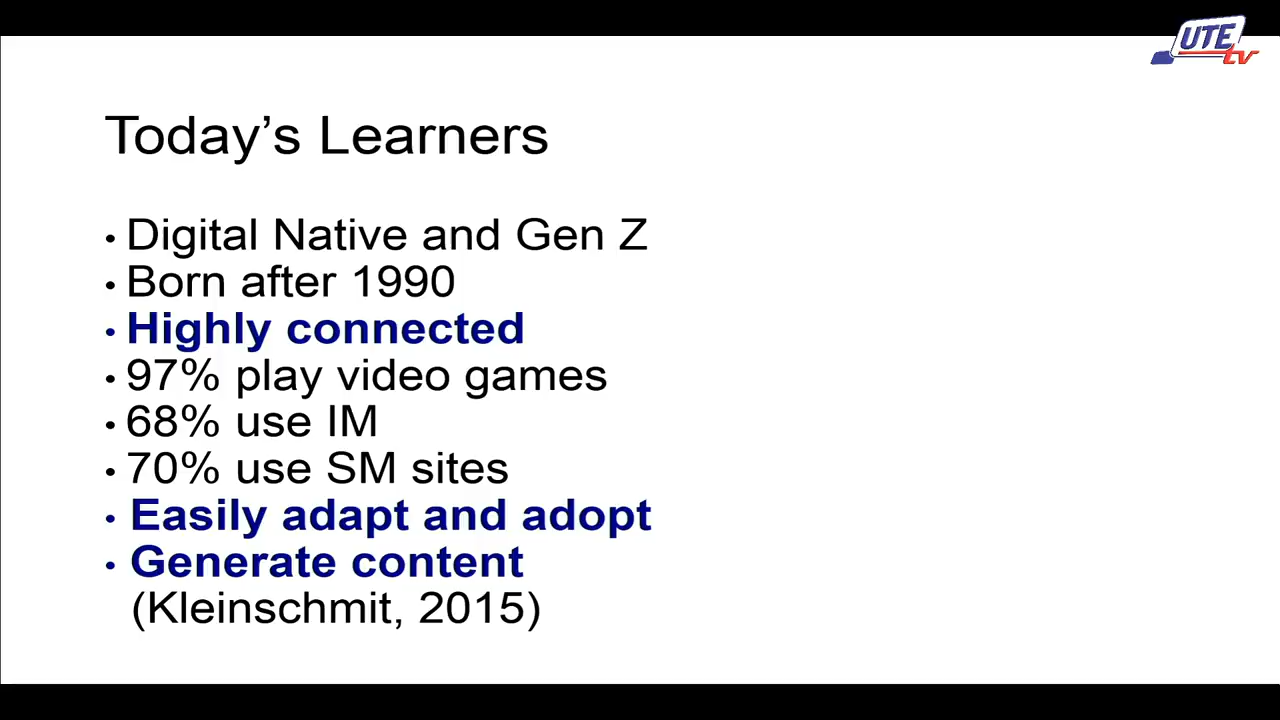 UTE tv
Today’s Learners
• Digital Native and Gen Z
• Born after 1990
• Highly connected
• 97% play video games
• 68% use IM
• 70% use SM sites
• Easily adapt and adopt
• Generate content
(Kleinschmit, 2015)